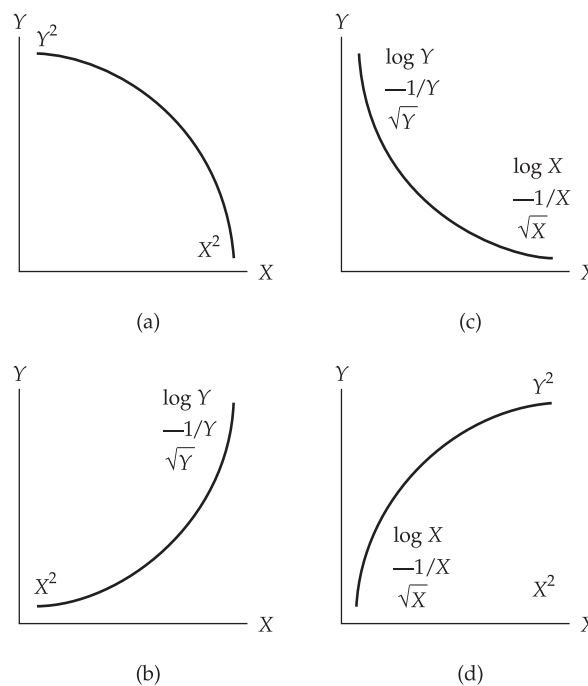 Y
Y²
X²
X
(a)
Y
log Y
—1/Y
√Y
log X
—1/X
√X
X
(c)
Y
log Y
—1/Y
√Y
X²
X
(b)
Y
Y²
log X
—1/X
√X
X²
X
(d)